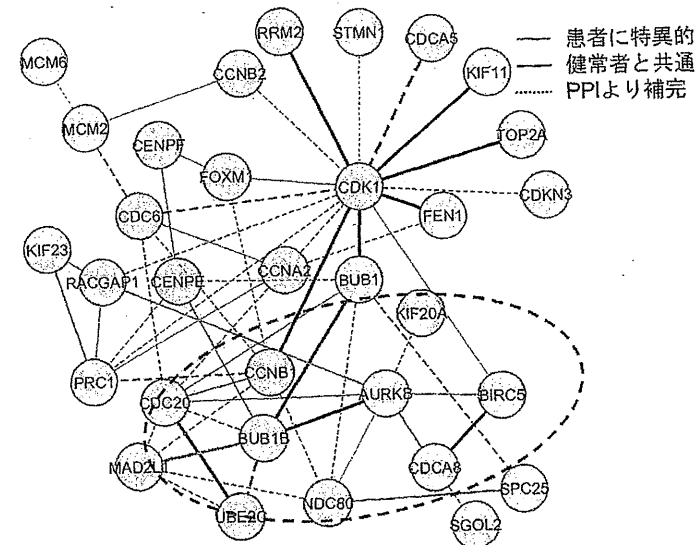 RRM2
STMN1
CDCA5
患者に特異的
健常者と共通
PPIより補完
MCM6
CCNB2
KIF11
MCM2
CENPF
TOP2A
FOXM1
CDK1
CDKN3
CDC6
FEN1
KIF23
RACGAP1
CENPE
CCNA2
BUB1
KIF20A
PRC1
CCNB1
CDC20
AURKB
BIRC5
BUB1B
MAD2L1
CDCA8
SPC25
UBE2C
NDC80
SGOL2